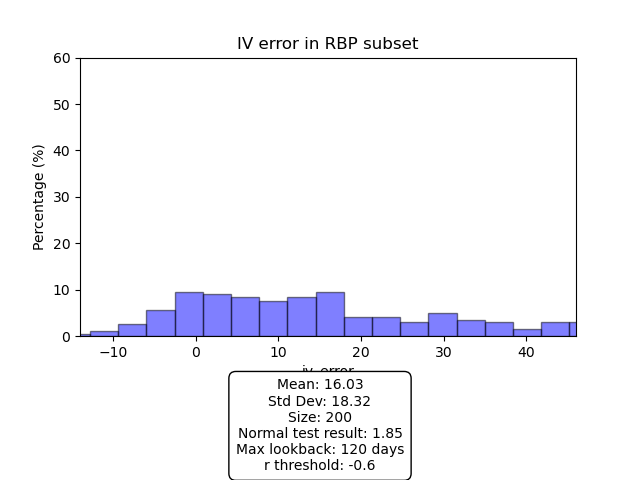 IV error in RBP subset
60
50
40
30
20
10
0
Percentage (%)
−10
0
10
20
30
40
iv_error
Mean: 16.03
Std Dev: 18.32
Size: 200
Normal test result: 1.85
Max lookback: 120 days
r threshold: -0.6